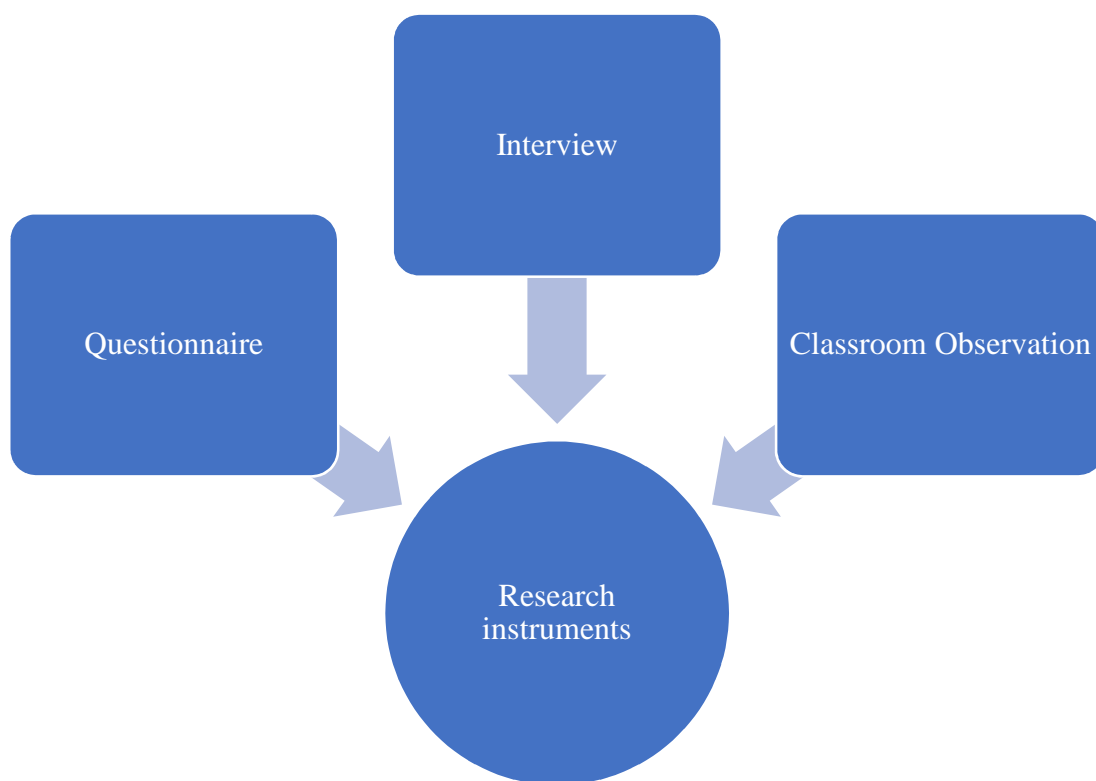 Interview
Questionnaire
Classroom Observation
Research
instruments